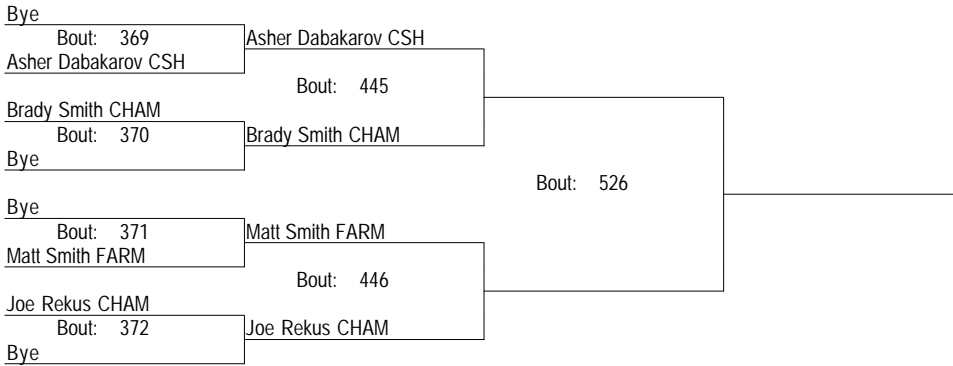 Bye
Bout: 369
Asher Dabakarov CSH
Asher Dabakarov CSH
Bout: 445
Brady Smith CHAM
Bout: 370
Brady Smith CHAM
Bye
Bout: 526
Bye
Bout: 371
Matt Smith FARM
Matt Smith FARM
Bout: 446
Joe Rekus CHAM
Bout: 372
Joe Rekus CHAM
Bye